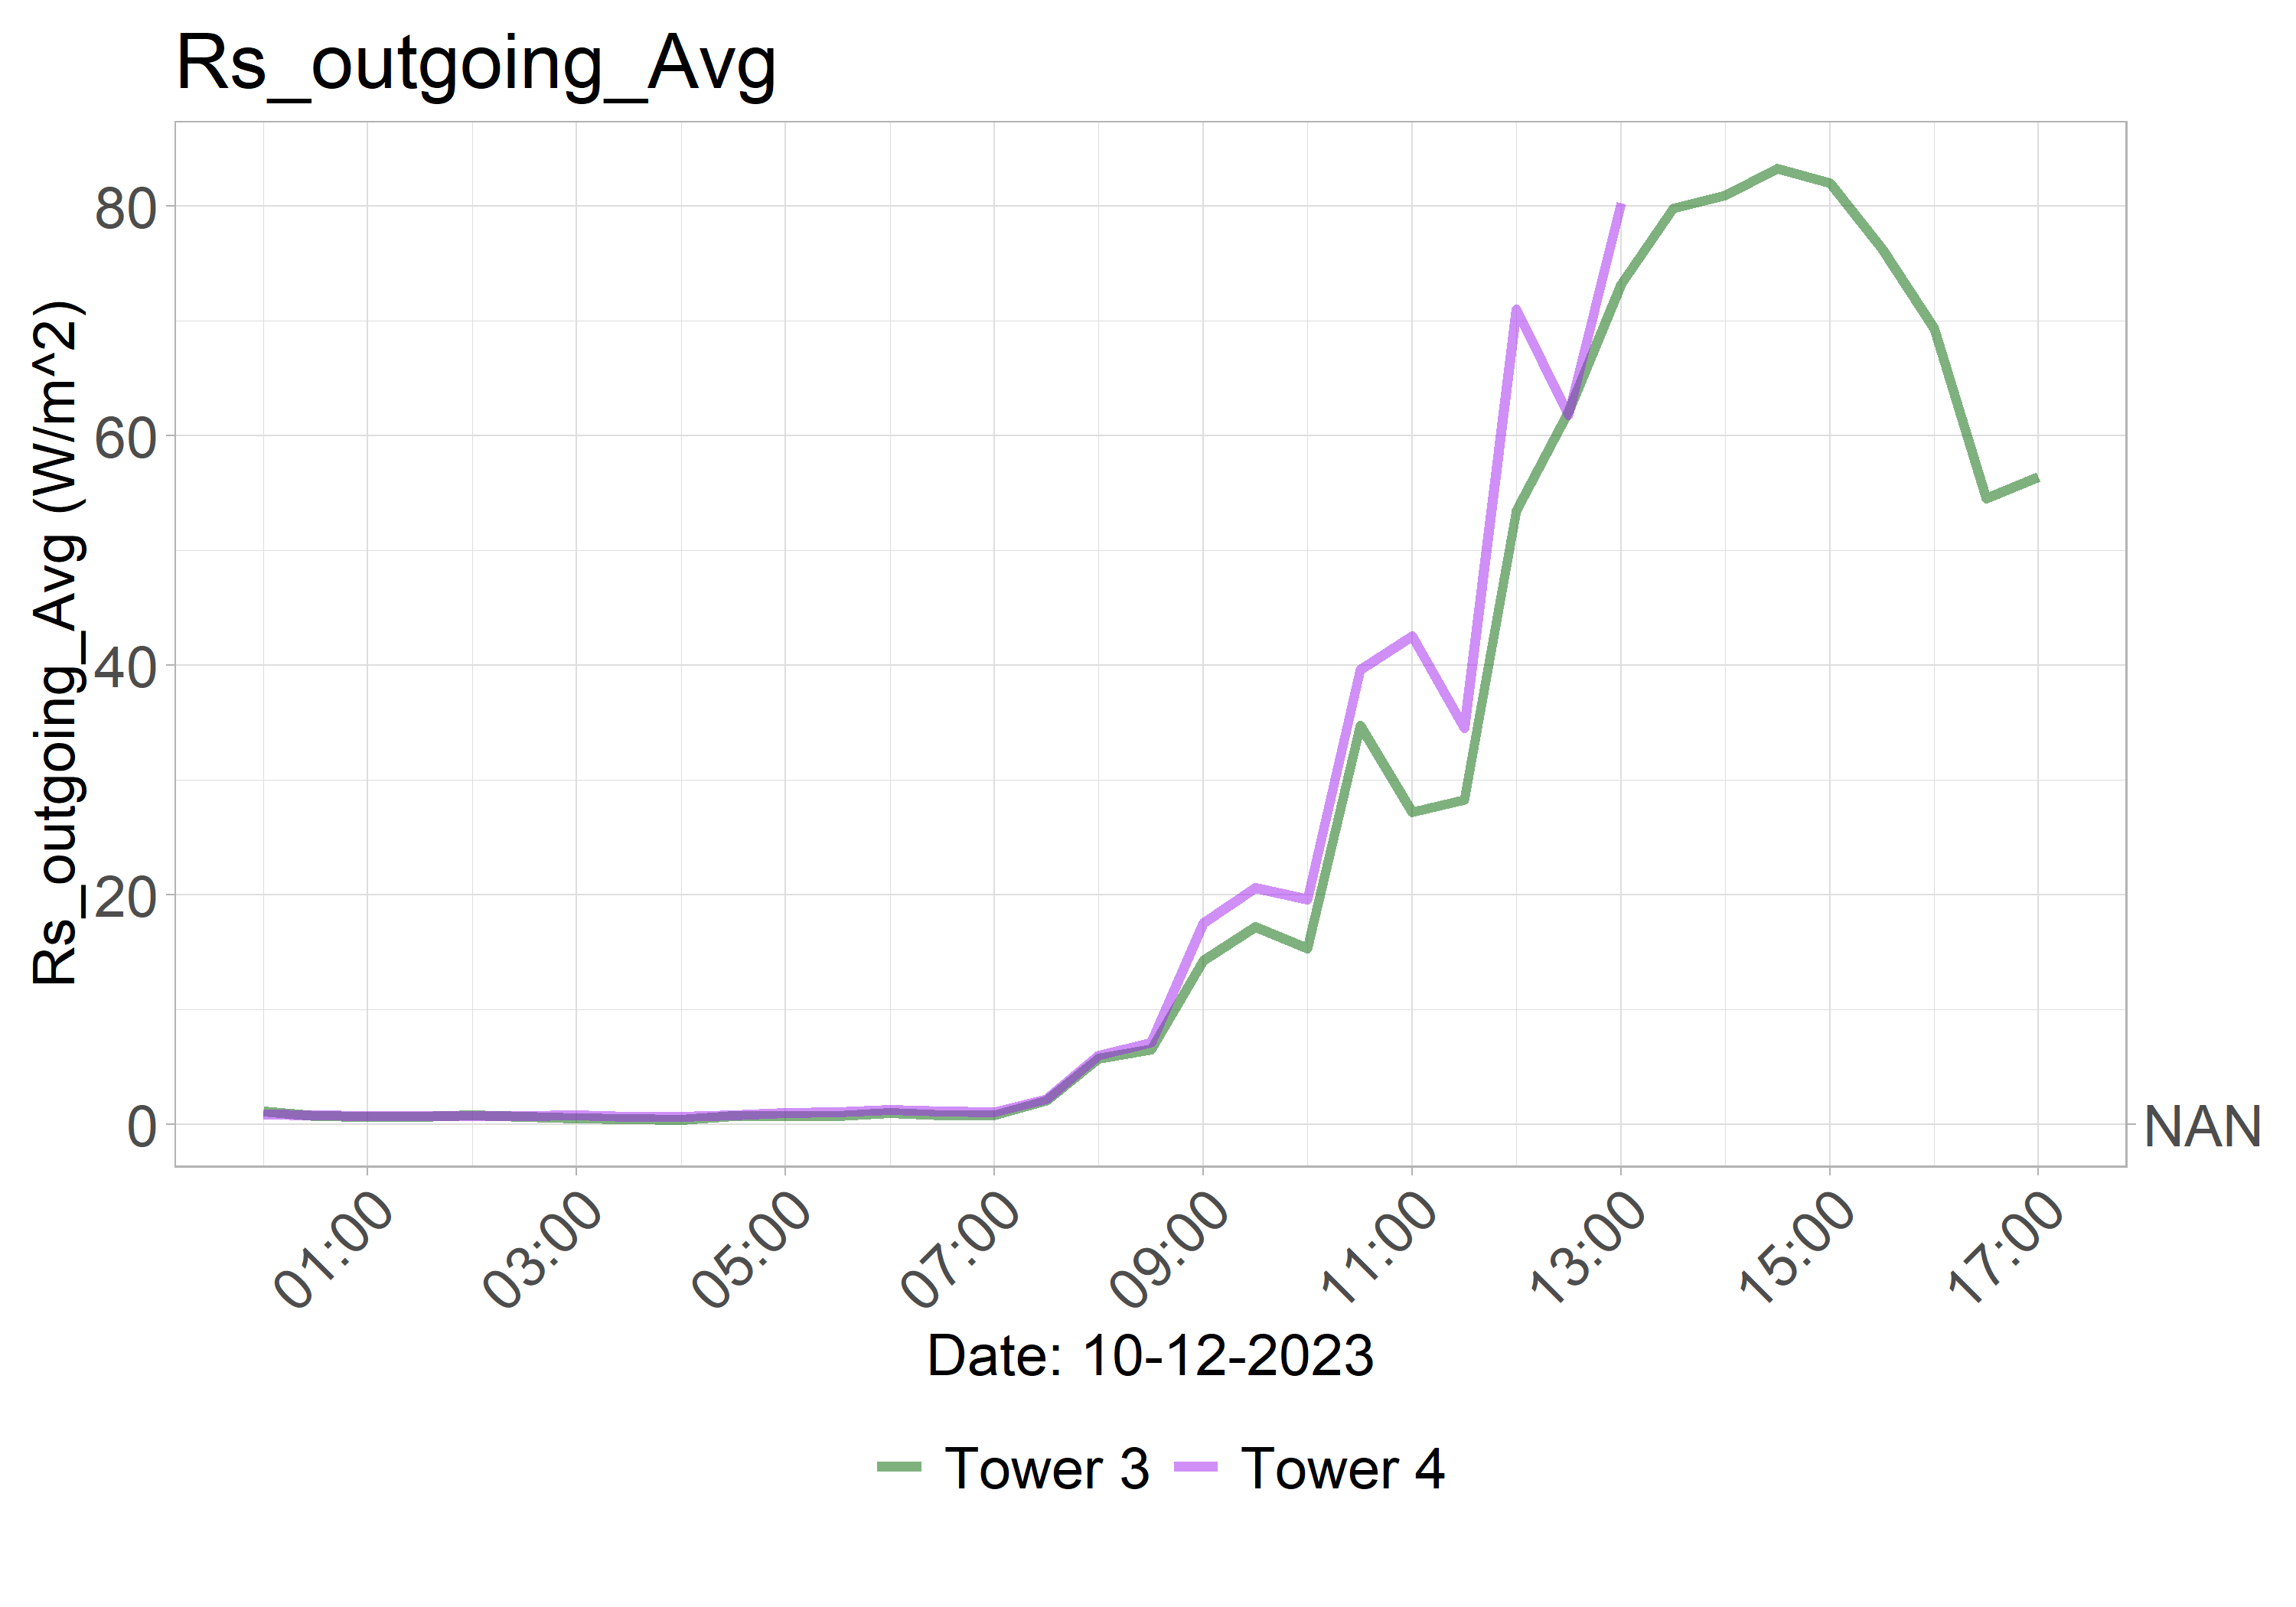 Rs_outgoing_Avg
Rs_outgoing_Avg (W/m^2)
80
60
40
20
0
NAN
01:00 03:00 05:00 07:00 09:00 11:00 13:00 15:00 17:00
Date: 10-12-2023
Tower 3 Tower 4